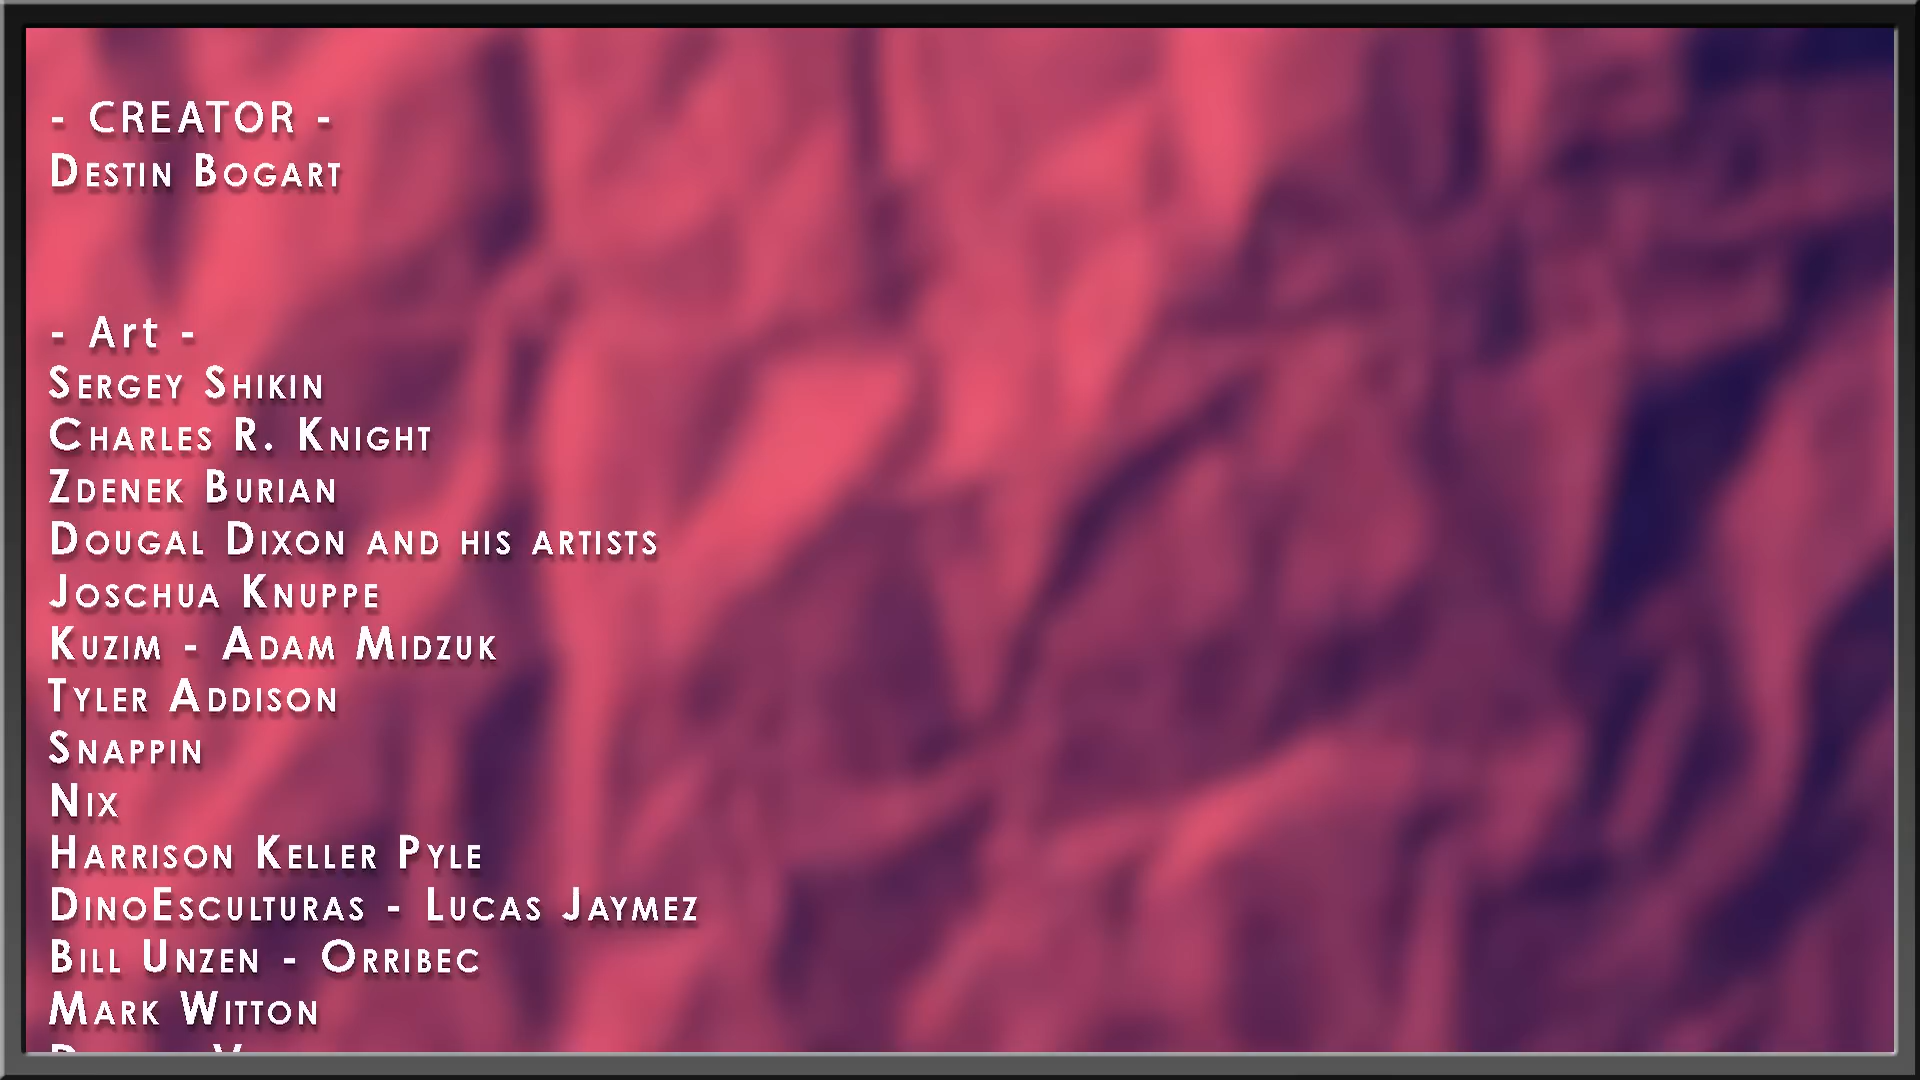 - CREATOR -
Destin Bogart
- Art -
Sergey Shikin
Charles R. Knight
Zdenek Burian
Dougal Dixon and his artists
Joschua Knuppe
Kuzim - Adam Midzuk
Tyler Addison
Snappin
Nix
Harrison Keller Pyle
DinoEsculturas - Lucas Jaymez
Bill Unzen - Orribec
Mark Witton